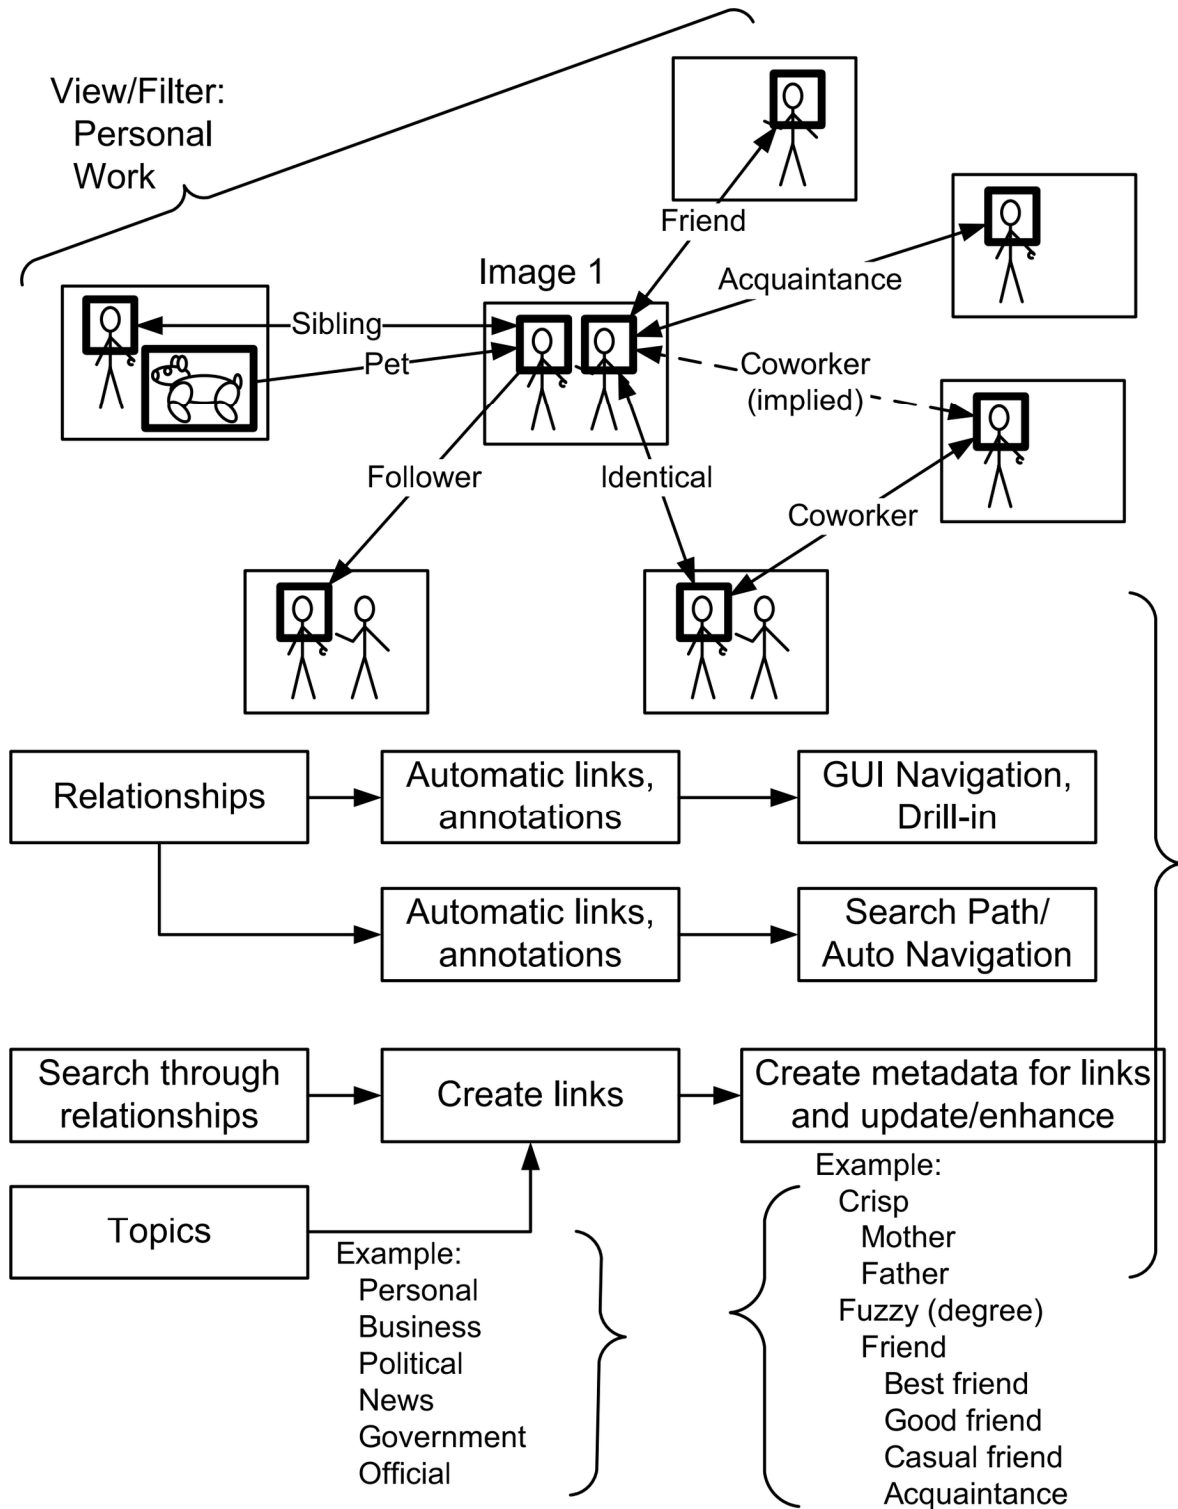 View/Filter:
Personal
Work
Friend
Acquaintance
Image 1
Sibling
Pet
Coworker
(implied)
Follower
Identical
Coworker
Relationships
Automatic links,
annotations
GUI Navigation,
Drill-in
Automatic links,
annotations
Search Path/
Auto Navigation
Search through
relationships
Create links
Create metadata for links
and update/enhance
Topics
Example:
Personal
Business
Political
News
Government
Official
Example:
Crisp
Mother
Father
Fuzzy (degree)
Friend
Best friend
Good friend
Casual friend
Acquaintance